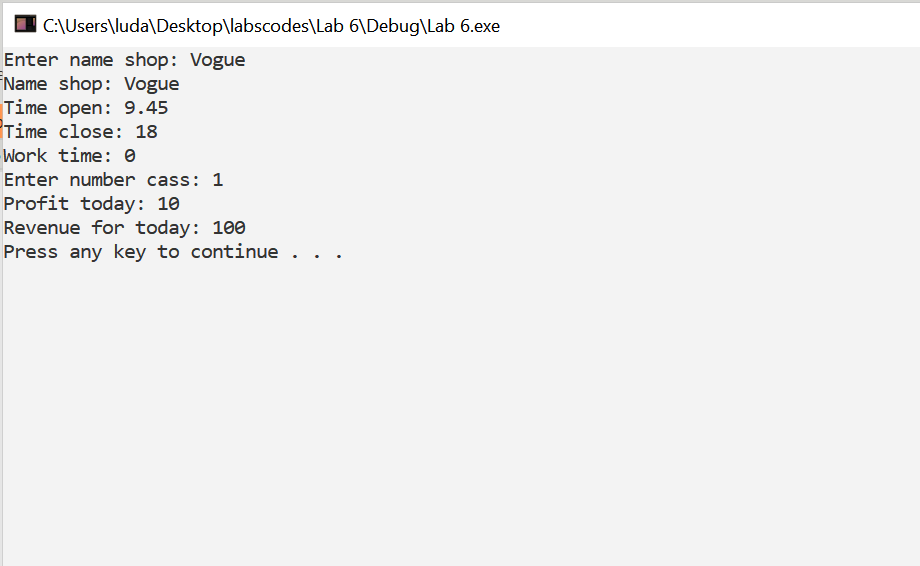 C:\Users\luda\Desktop\labscodes\Lab 6\Debug\Lab 6.exe
Enter name shop: Vogue
Name shop: Vogue
Time open: 9.45
Time close: 18
Work time: 0
Enter number cass: 1
Profit today: 10
Revenue for today: 100
Press any key to continue . . .